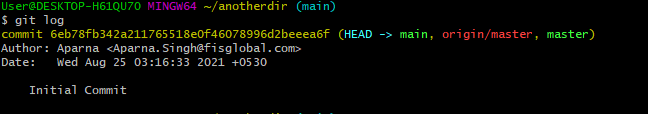 User@DESKTOP-H61QU7O MINGW64 ~/anotherdir (main)
$ git log
commit 6eb78fb342a211765518e0f46078996d2beeea6f (HEAD -> main, origin/master, master)
Author: Aparna <Aparna.Singh@fisglobal.com>
Date:   Wed Aug 25 03:16:33 2021 +0530

    Initial Commit